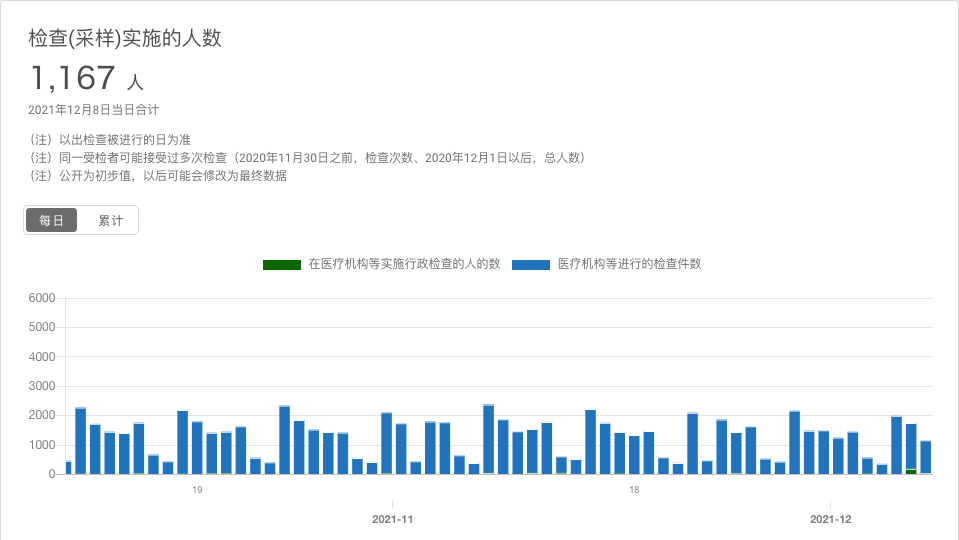 检查(采样)实施的人数
1,167 人
2021年12月8日当日合计
（注）以出检查被进行的日为准
（注）同一受检者可能接受过多次检查（2020年11月30日之前，检查次数、2020年12月1日以后，总人数）
（注）公开为初步值，以后可能会修改为最终数据
每日 累计
在医疗机构等实施行政检查的人的数 医疗机构等进行的检查件数
6000
5000
4000
3000
2000
1000
0
19 18
2021-11 2021-12